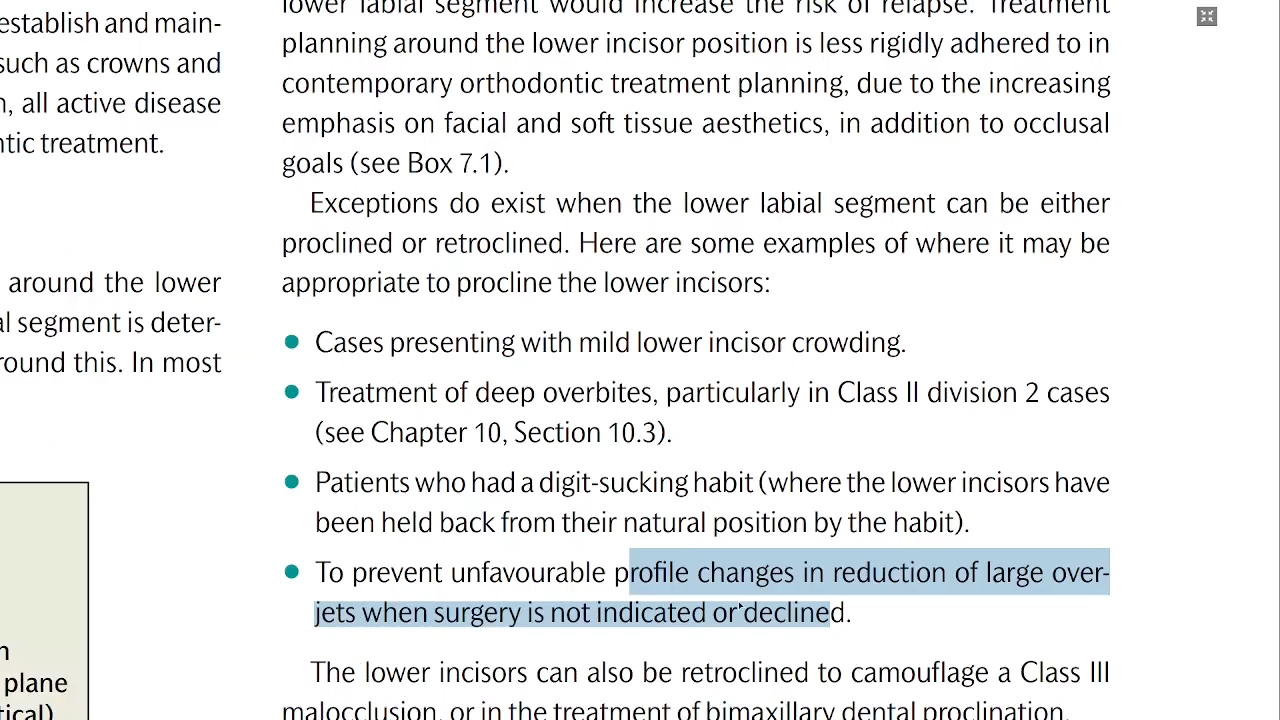 establish and main-
such as crowns and
n, all active disease
ntic treatment.
around the lower
al segment is deter-
round this. In most
n
plane
tical)
lower labial segment would increase the risk of relapse. Treatment
planning around the lower incisor position is less rigidly adhered to in
contemporary orthodontic treatment planning, due to the increasing
emphasis on facial and soft tissue aesthetics, in addition to occlusal
goals (see Box 7.1).
Exceptions do exist when the lower labial segment can be either
proclined or retroclined. Here are some examples of where it may be
appropriate to procline the lower incisors:
● Cases presenting with mild lower incisor crowding.
● Treatment of deep overbites, particularly in Class II division 2 cases
(see Chapter 10, Section 10.3).
● Patients who had a digit-sucking habit (where the lower incisors have
been held back from their natural position by the habit).
● To prevent unfavourable profile changes in reduction of large over-
jets when surgery is not indicated or declined.
The lower incisors can also be retroclined to camouflage a Class III
malocclusion, or in the treatment of bimaxillary dental proclination.